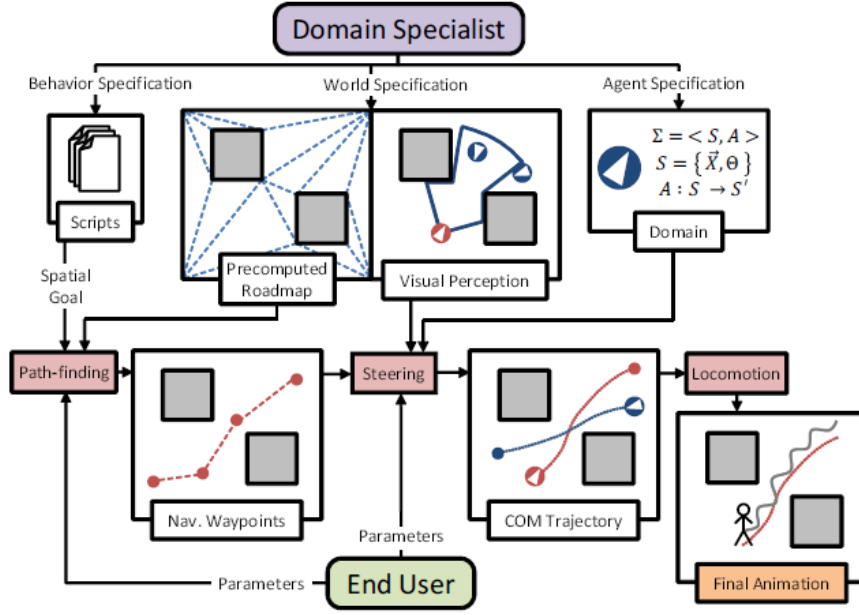 Domain Specialist
Behavior Specification
World Specification
Agent Specification
Σ = < S, A >
S = {X⃗, Θ}
A : S → S'
Scripts
Domain
Precomputed
Roadmap
Visual Perception
Spatial
Goal
Path-finding
Steering
Locomotion
Nav. Waypoints
COM Trajectory
Parameters
Parameters
End User
Final Animation